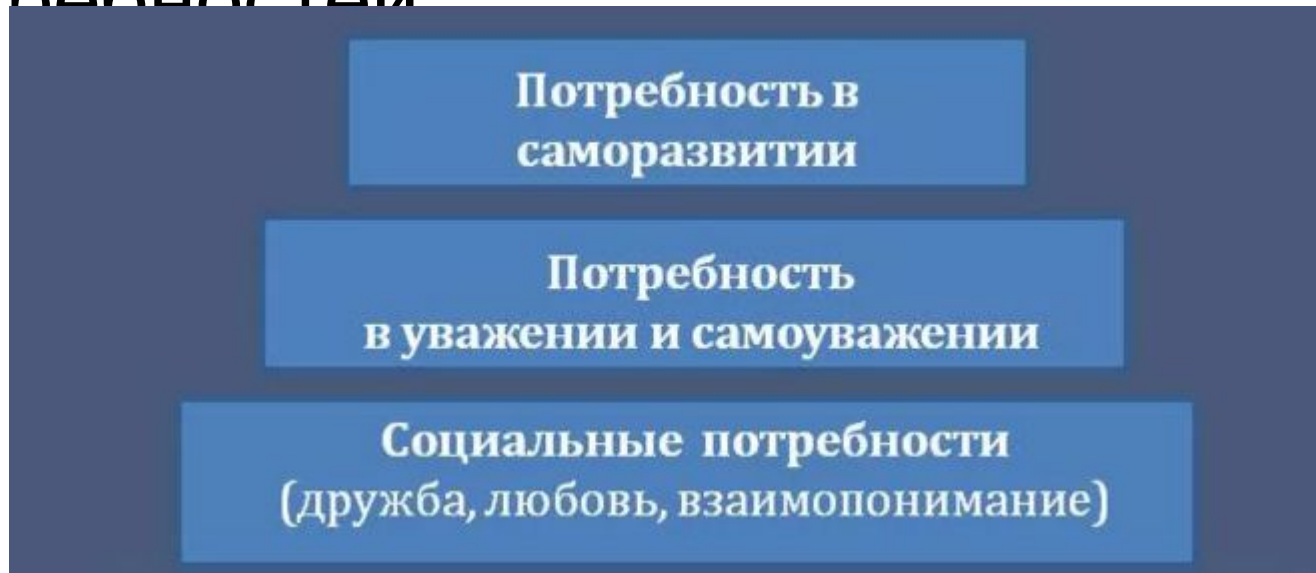 Потребность в
саморазвитии
Потребность
в уважении и самоуважении
Социальные потребности
(дружба, любовь, взаимопонимание)